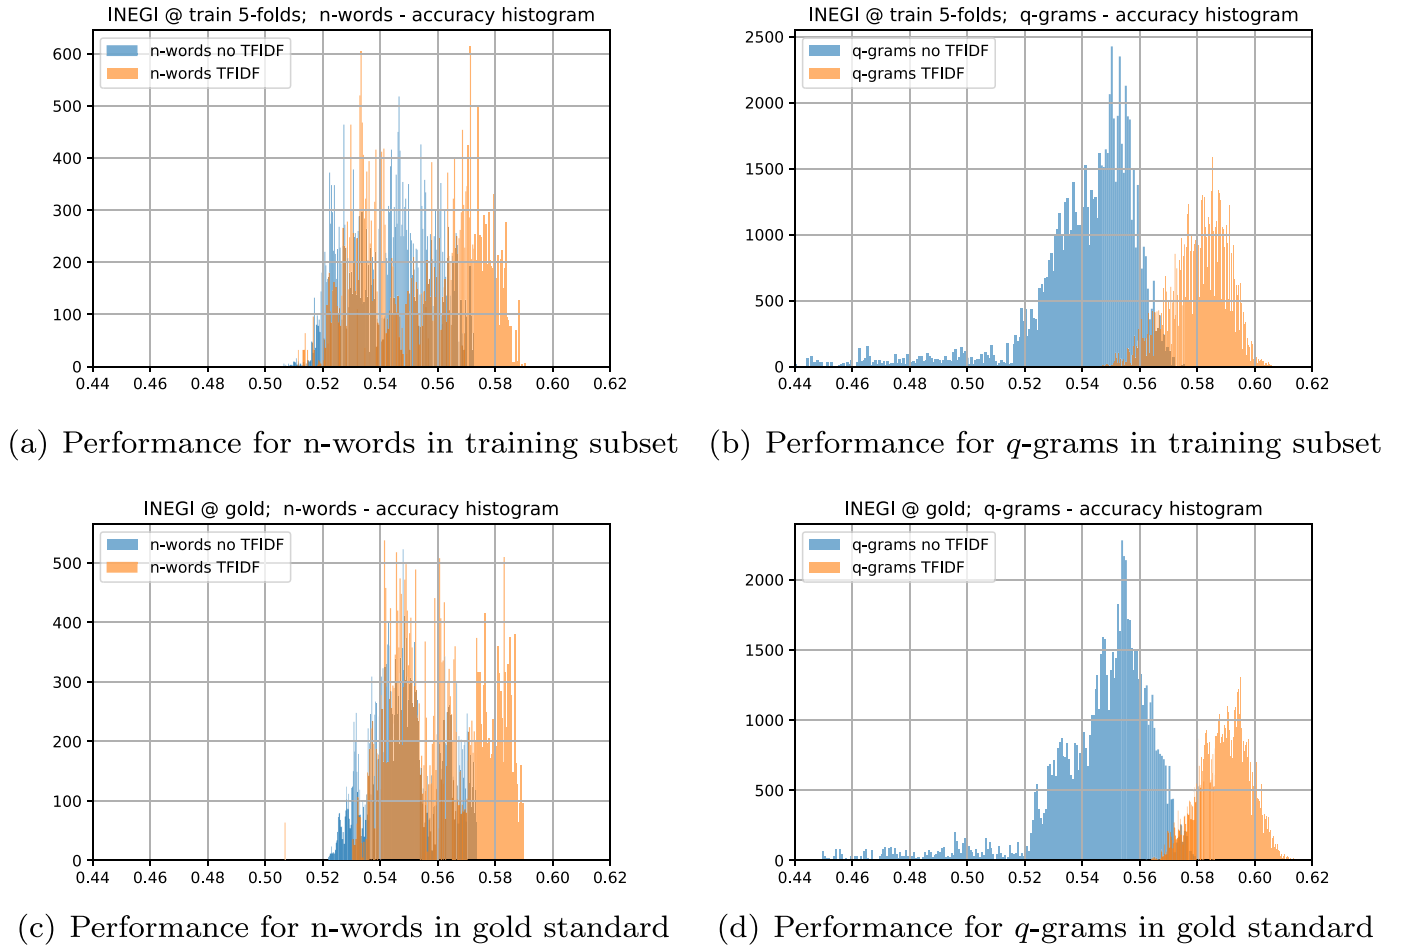 INEGI @ train 5-folds;  n-words - accuracy histogram
n-words no TFIDF
n-words TFIDF
600
500
400
300
200
100
0
0.44 0.46 0.48 0.50 0.52 0.54 0.56 0.58 0.60 0.62
(a) Performance for n-words in training subset
INEGI @ train 5-folds;  q-grams - accuracy histogram
q-grams no TFIDF
q-grams TFIDF
2500
2000
1500
1000
500
0
0.44 0.46 0.48 0.50 0.52 0.54 0.56 0.58 0.60 0.62
(b) Performance for q-grams in training subset
INEGI @ gold;  n-words - accuracy histogram
n-words no TFIDF
n-words TFIDF
500
400
300
200
100
0
0.44 0.46 0.48 0.50 0.52 0.54 0.56 0.58 0.60 0.62
(c) Performance for n-words in gold standard
INEGI @ gold;  q-grams - accuracy histogram
q-grams no TFIDF
q-grams TFIDF
2000
1500
1000
500
0
0.44 0.46 0.48 0.50 0.52 0.54 0.56 0.58 0.60 0.62
(d) Performance for q-grams in gold standard